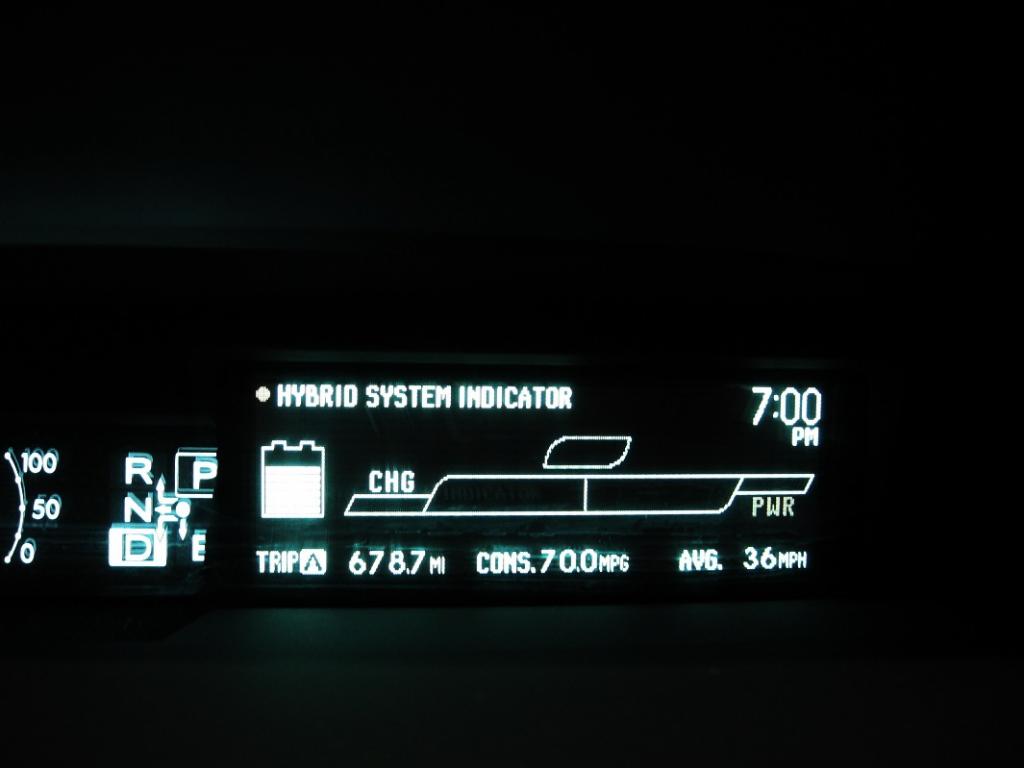 HYBRID SYSTEM INDICATOR
7:00
PM
100
50
0
R
N
D
P
CHG
PWR
TRIP A 678.7 MI CONS. 70.0 MPG AVG. 36 MPH